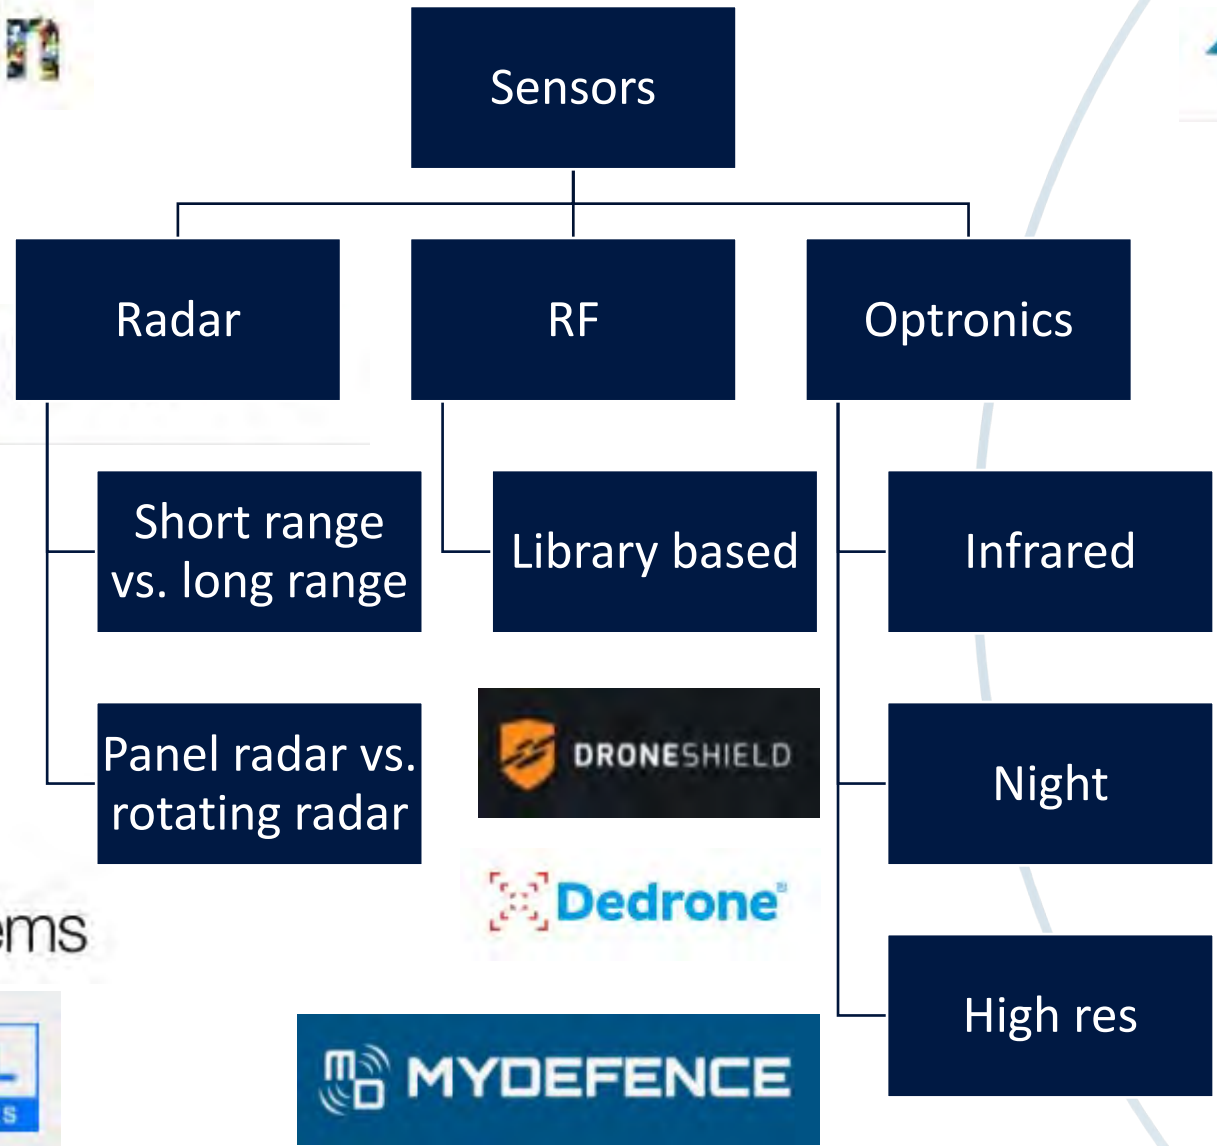 Sensors
Radar
RF
Optronics
Short range
vs. long range
Library based
Infrared
Panel radar vs.
rotating radar
DRONESHIELD
Night
Dedrone
High res
MYDEFENCE